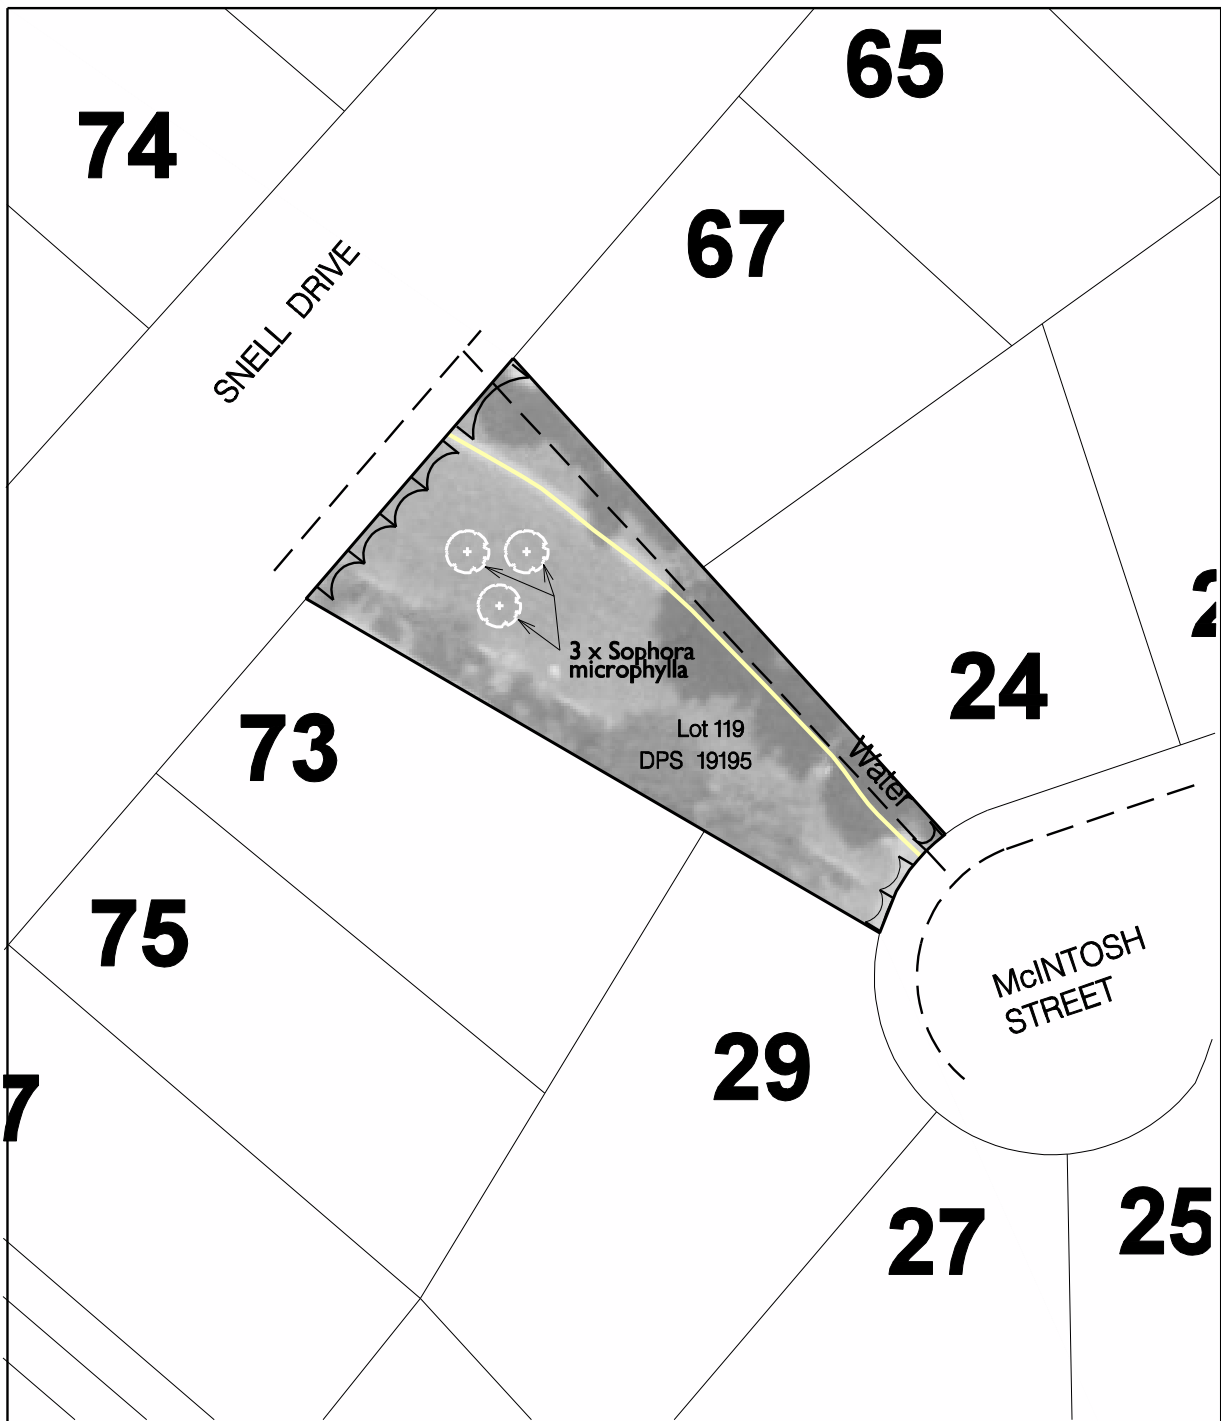 65
74
67
SNELL DRIVE
3 x Sophora
microphylla
24
Lot 119
DPS 19195
73
Water
75
McINTOSH
STREET
29
7
27
25